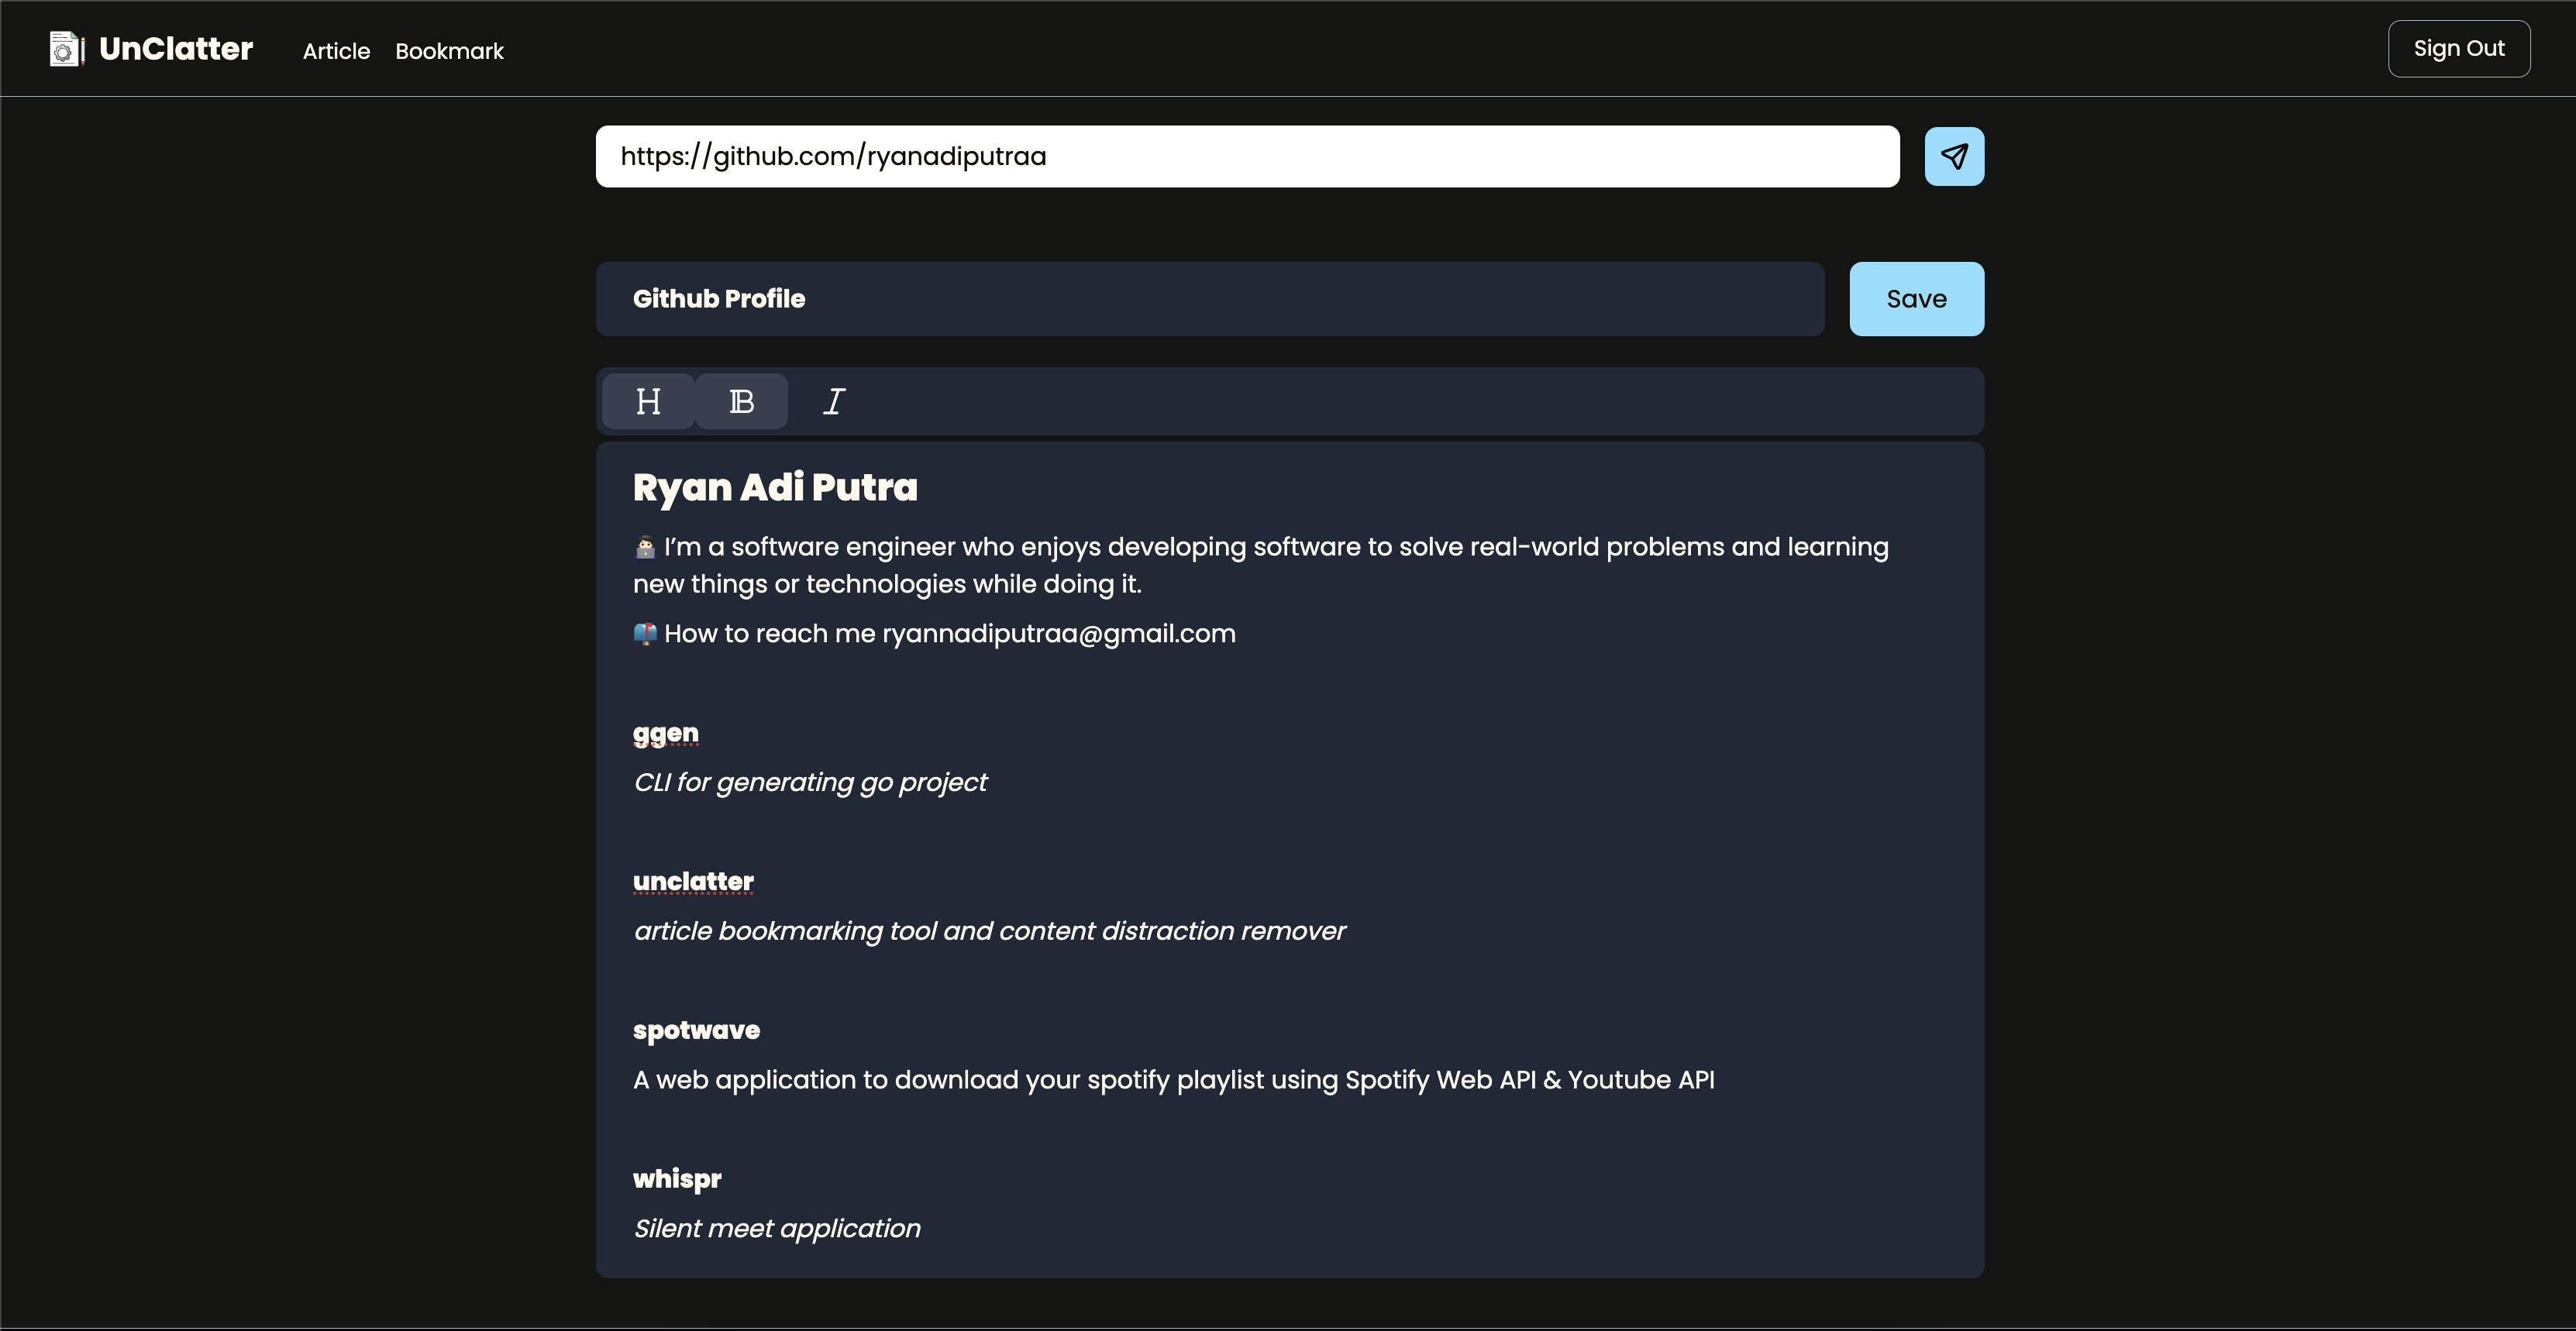 UnClatter Article Bookmark Sign Out
https://github.com/ryanadiputraa
Github Profile Save
H B I
Ryan Adi Putra
🧑🏻‍💻 I’m a software engineer who enjoys developing software to solve real-world problems and learning
new things or technologies while doing it.
📫 How to reach me ryannadiputraa@gmail.com
ggen
CLI for generating go project
unclatter
article bookmarking tool and content distraction remover
spotwave
A web application to download your spotify playlist using Spotify Web API & Youtube API
whispr
Silent meet application